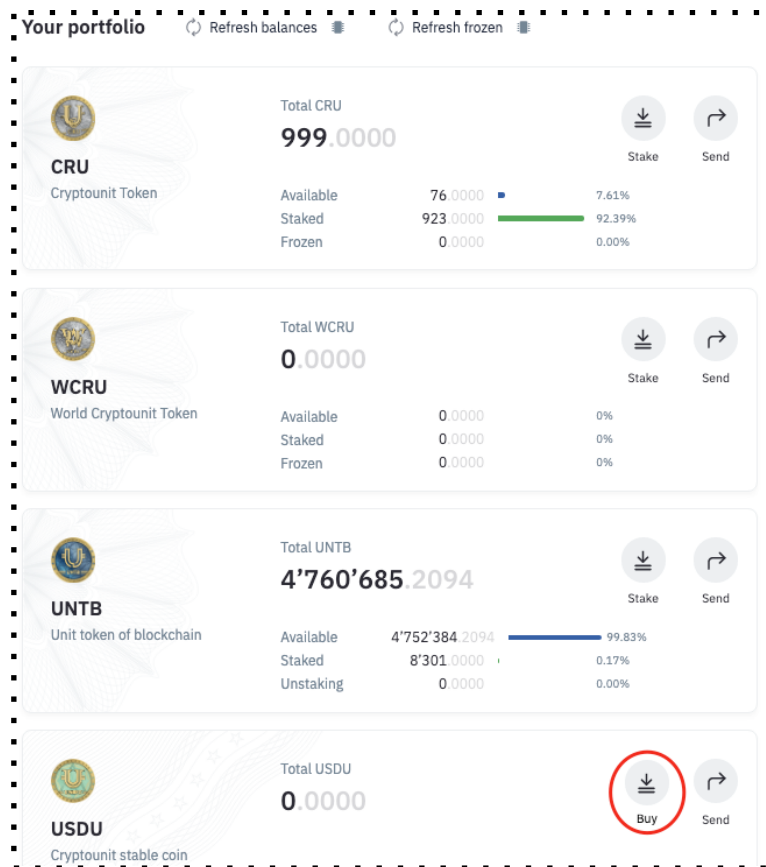 Your portfolio Refresh balances Refresh frozen
CRU
Cryptounit Token
Total CRU
999.0000
Stake Send
Available 76.0000 7.61%
Staked 923.0000 92.39%
Frozen 0.0000 0.00%
WCRU
World Cryptounit Token
Total WCRU
0.0000
Stake Send
Available 0.0000 0%
Staked 0.0000 0%
Frozen 0.0000 0%
UNTB
Unit token of blockchain
Total UNTB
4’760’685.2094
Stake Send
Available 4’752’384.2094 99.83%
Staked 8’301.0000 0.17%
Unstaking 0.0000 0.00%
USDU
Cryptounit stable coin
Total USDU
0.0000
Buy Send